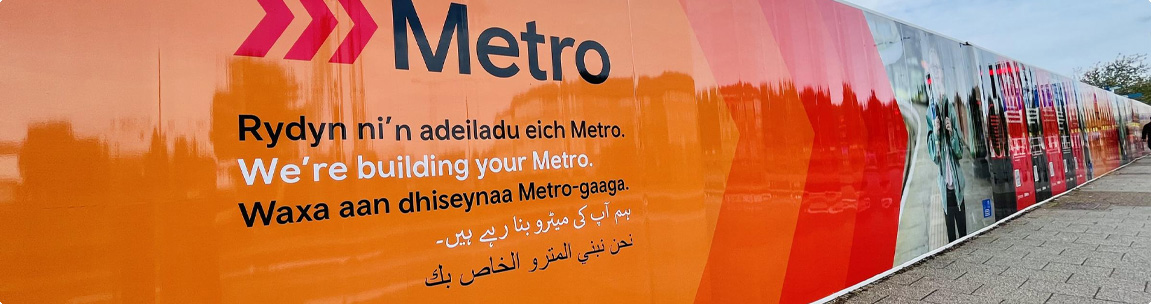 Metro
Rydyn ni'n adeiladu eich Metro.
We're building your Metro.
Waxa aan dhiseynaa Metro-gaaga.
ہم آپ کی میٹرو بنا رہے ہیں۔
نحن نبني المترو الخاص بك